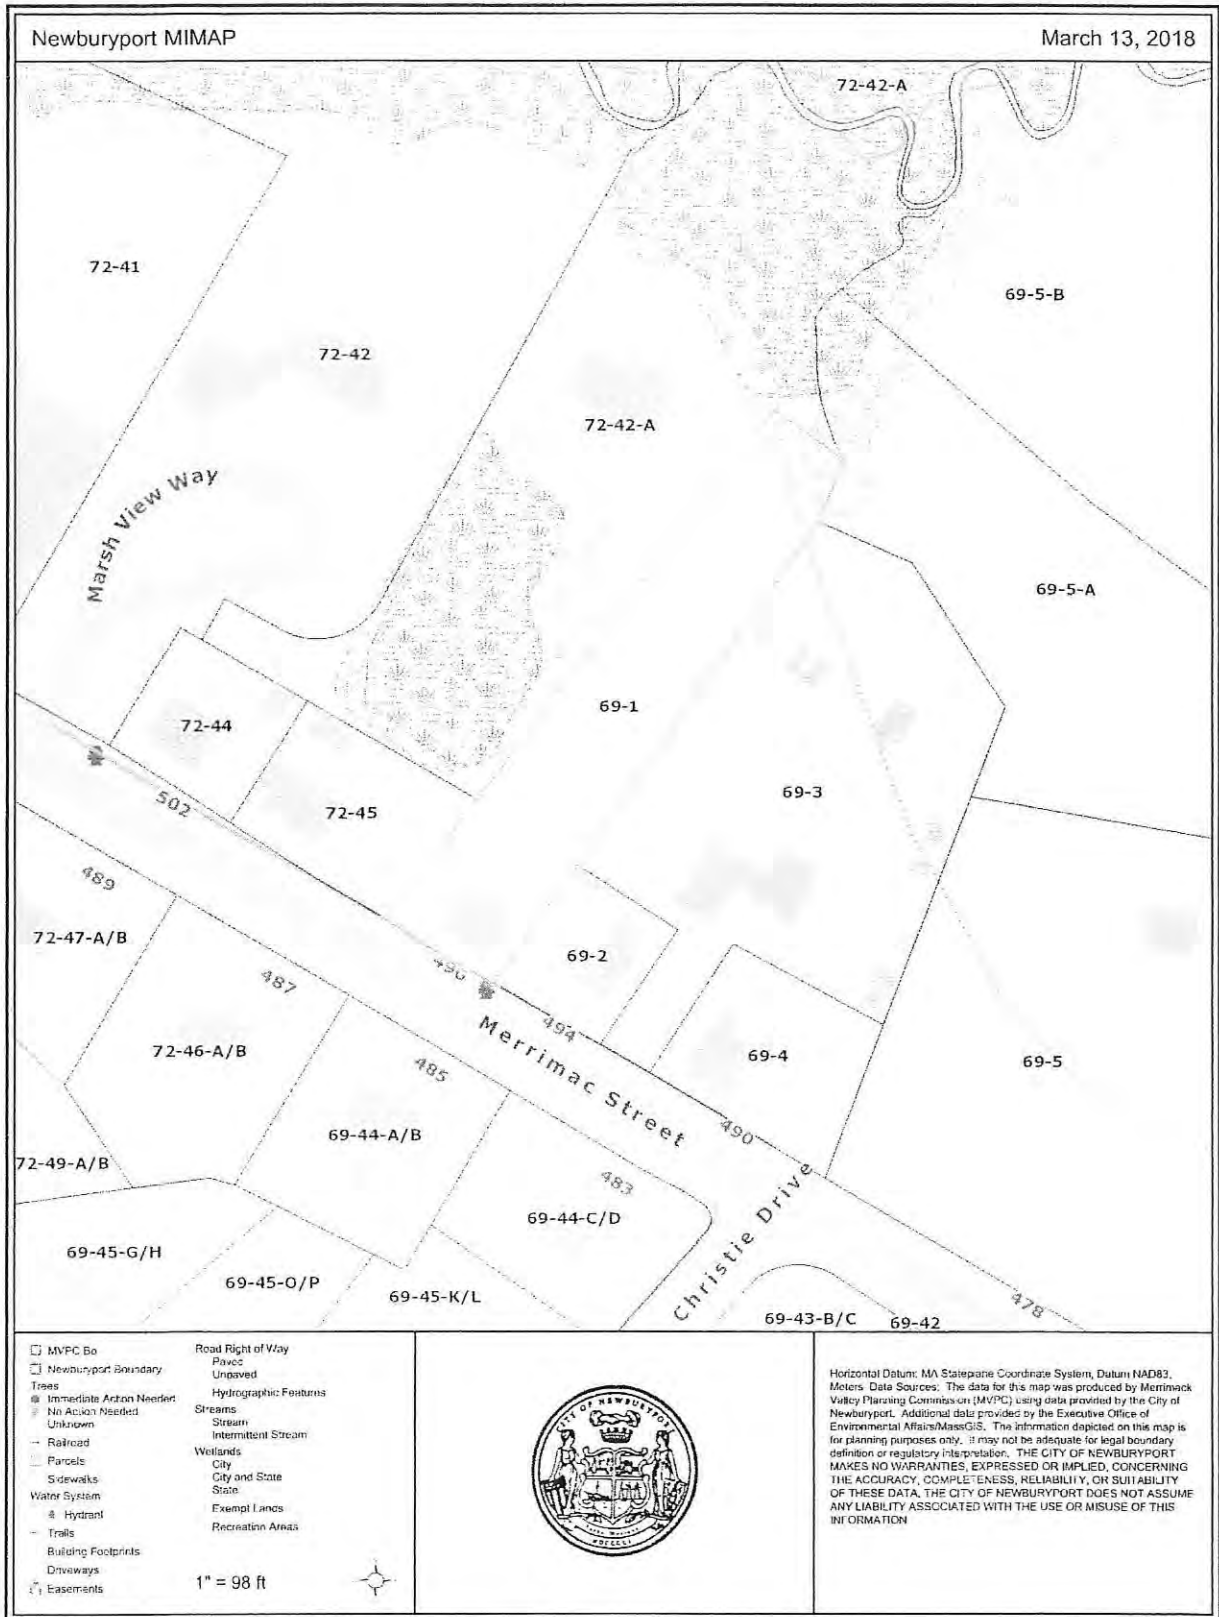 Newburyport MIMAP
March 13, 2018
72-42-A
72-41
69-5-B
72-42
72-42-A
Marsh View Way
69-5-A
69-1
72-44
69-3
502
72-45
489
72-47-A/B
69-2
487
496
494
Merrimac Street
72-46-A/B
69-4
69-5
485
490
69-44-A/B
72-49-A/B
483
69-44-C/D
Christie Drive
69-45-G/H
69-45-O/P
69-45-K/L
478
69-43-B/C
69-42
MVPC Bo
Newburyport Boundary
Trees
Immediate Action Needed
No Action Needed
Unknown
Railroad
Parcels
Sidewalks
Water System
Hydrant
Trails
Building Footprints
Driveways
Easements
Road Right of Way
Paved
Unpaved
Hydrographic Features
Streams
Stream
Intermittent Stream
Wetlands
City
City and State
State
Exempt Lands
Recreation Areas
1" = 98 ft
CITY OF NEWBURYPORT
Horizontal Datum: MA Stateplane Coordinate System, Datum NAD83,
Meters Data Sources: The data for this map was produced by Merrimack
Valley Planning Commission (MVPC) using data provided by the City of
Newburyport. Additional data provided by the Executive Office of
Environmental Affairs/MassGIS. The information depicted on this map is
for planning purposes only. It may not be adequate for legal boundary
definition or regulatory interpretation. THE CITY OF NEWBURYPORT
MAKES NO WARRANTIES, EXPRESSED OR IMPLIED, CONCERNING
THE ACCURACY, COMPLETENESS, RELIABILITY, OR SUITABILITY
OF THESE DATA. THE CITY OF NEWBURYPORT DOES NOT ASSUME
ANY LIABILITY ASSOCIATED WITH THE USE OR MISUSE OF THIS
INFORMATION